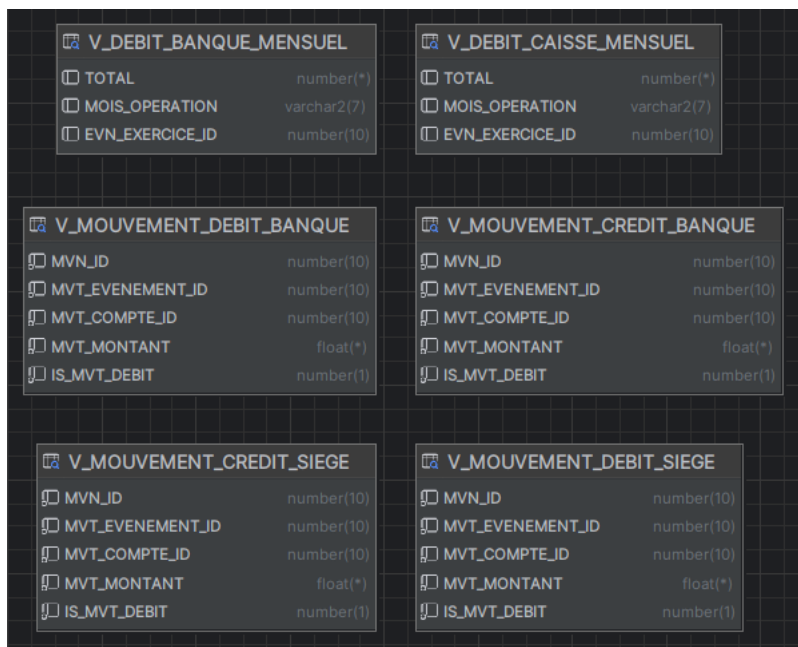 V_DEBIT_BANQUE_MENSUEL
TOTAL number(*)
MOIS_OPERATION varchar2(7)
EVN_EXERCICE_ID number(10)
V_DEBIT_CAISSE_MENSUEL
TOTAL number(*)
MOIS_OPERATION varchar2(7)
EVN_EXERCICE_ID number(10)
V_MOUVEMENT_DEBIT_BANQUE
MVN_ID number(10)
MVT_EVENEMENT_ID number(10)
MVT_COMPTE_ID number(10)
MVT_MONTANT float(*)
IS_MVT_DEBIT number(1)
V_MOUVEMENT_CREDIT_BANQUE
MVN_ID number(10)
MVT_EVENEMENT_ID number(10)
MVT_COMPTE_ID number(10)
MVT_MONTANT float(*)
IS_MVT_DEBIT number(1)
V_MOUVEMENT_CREDIT_SIEGE
MVN_ID number(10)
MVT_EVENEMENT_ID number(10)
MVT_COMPTE_ID number(10)
MVT_MONTANT float(*)
IS_MVT_DEBIT number(1)
V_MOUVEMENT_DEBIT_SIEGE
MVN_ID number(10)
MVT_EVENEMENT_ID number(10)
MVT_COMPTE_ID number(10)
MVT_MONTANT float(*)
IS_MVT_DEBIT number(1)